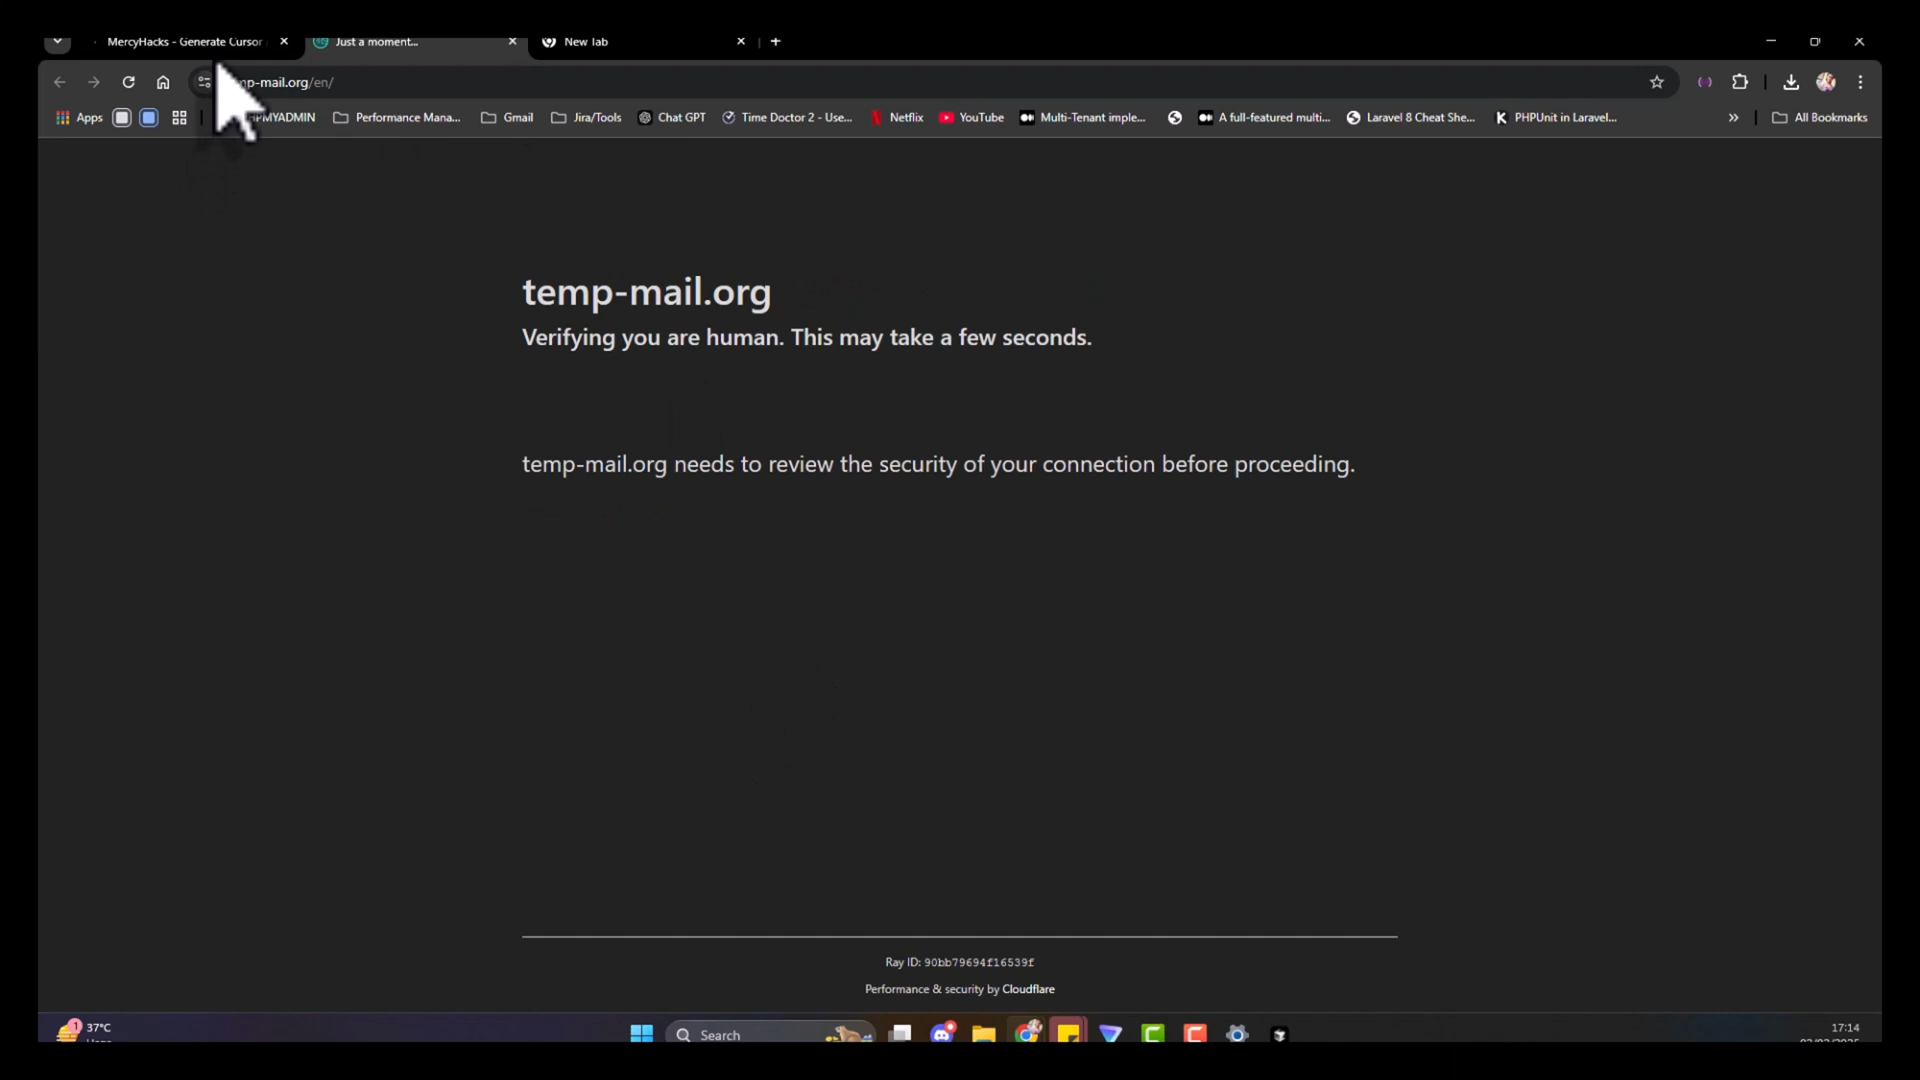 MercyHacks - Generate Cursor
Just a moment...
New Tab
mp-mail.org/en/
Apps
PMYADMIN
Performance Mana...
Gmail
Jira/Tools
Chat GPT
Time Doctor 2 - Use...
Netflix
YouTube
Multi-Tenant imple...
A full-featured multi...
Laravel 8 Cheat She...
PHPUnit in Laravel...
All Bookmarks
temp-mail.org
Verifying you are human. This may take a few seconds.
temp-mail.org needs to review the security of your connection before proceeding.
Ray ID: 90bb79694f16539f
Performance & security by Cloudflare
1
37°C
Search
17:14